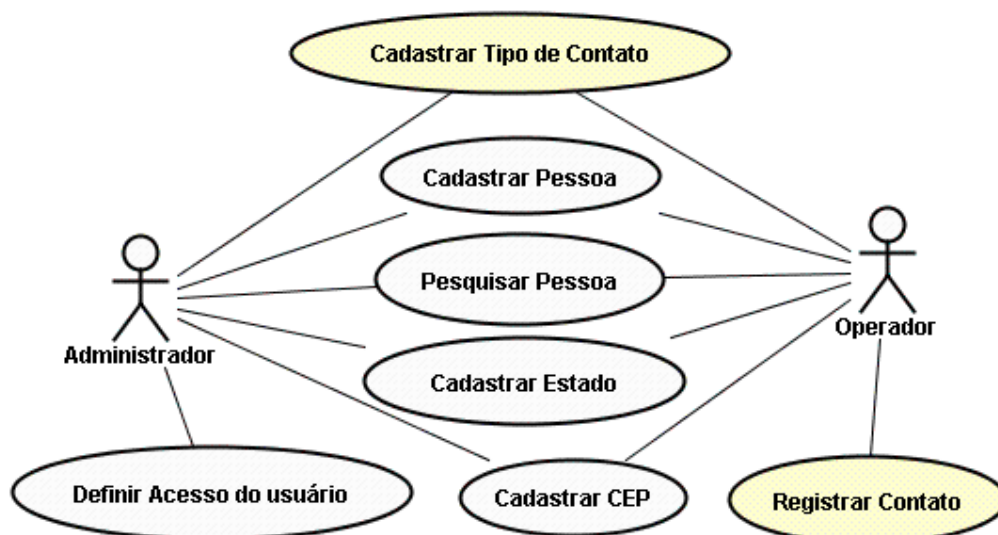 Cadastrar Tipo de Contato
Cadastrar Pessoa
Pesquisar Pessoa
Operador
Administrador
Cadastrar Estado
Definir Acesso do usuário
Cadastrar CEP
Registrar Contato